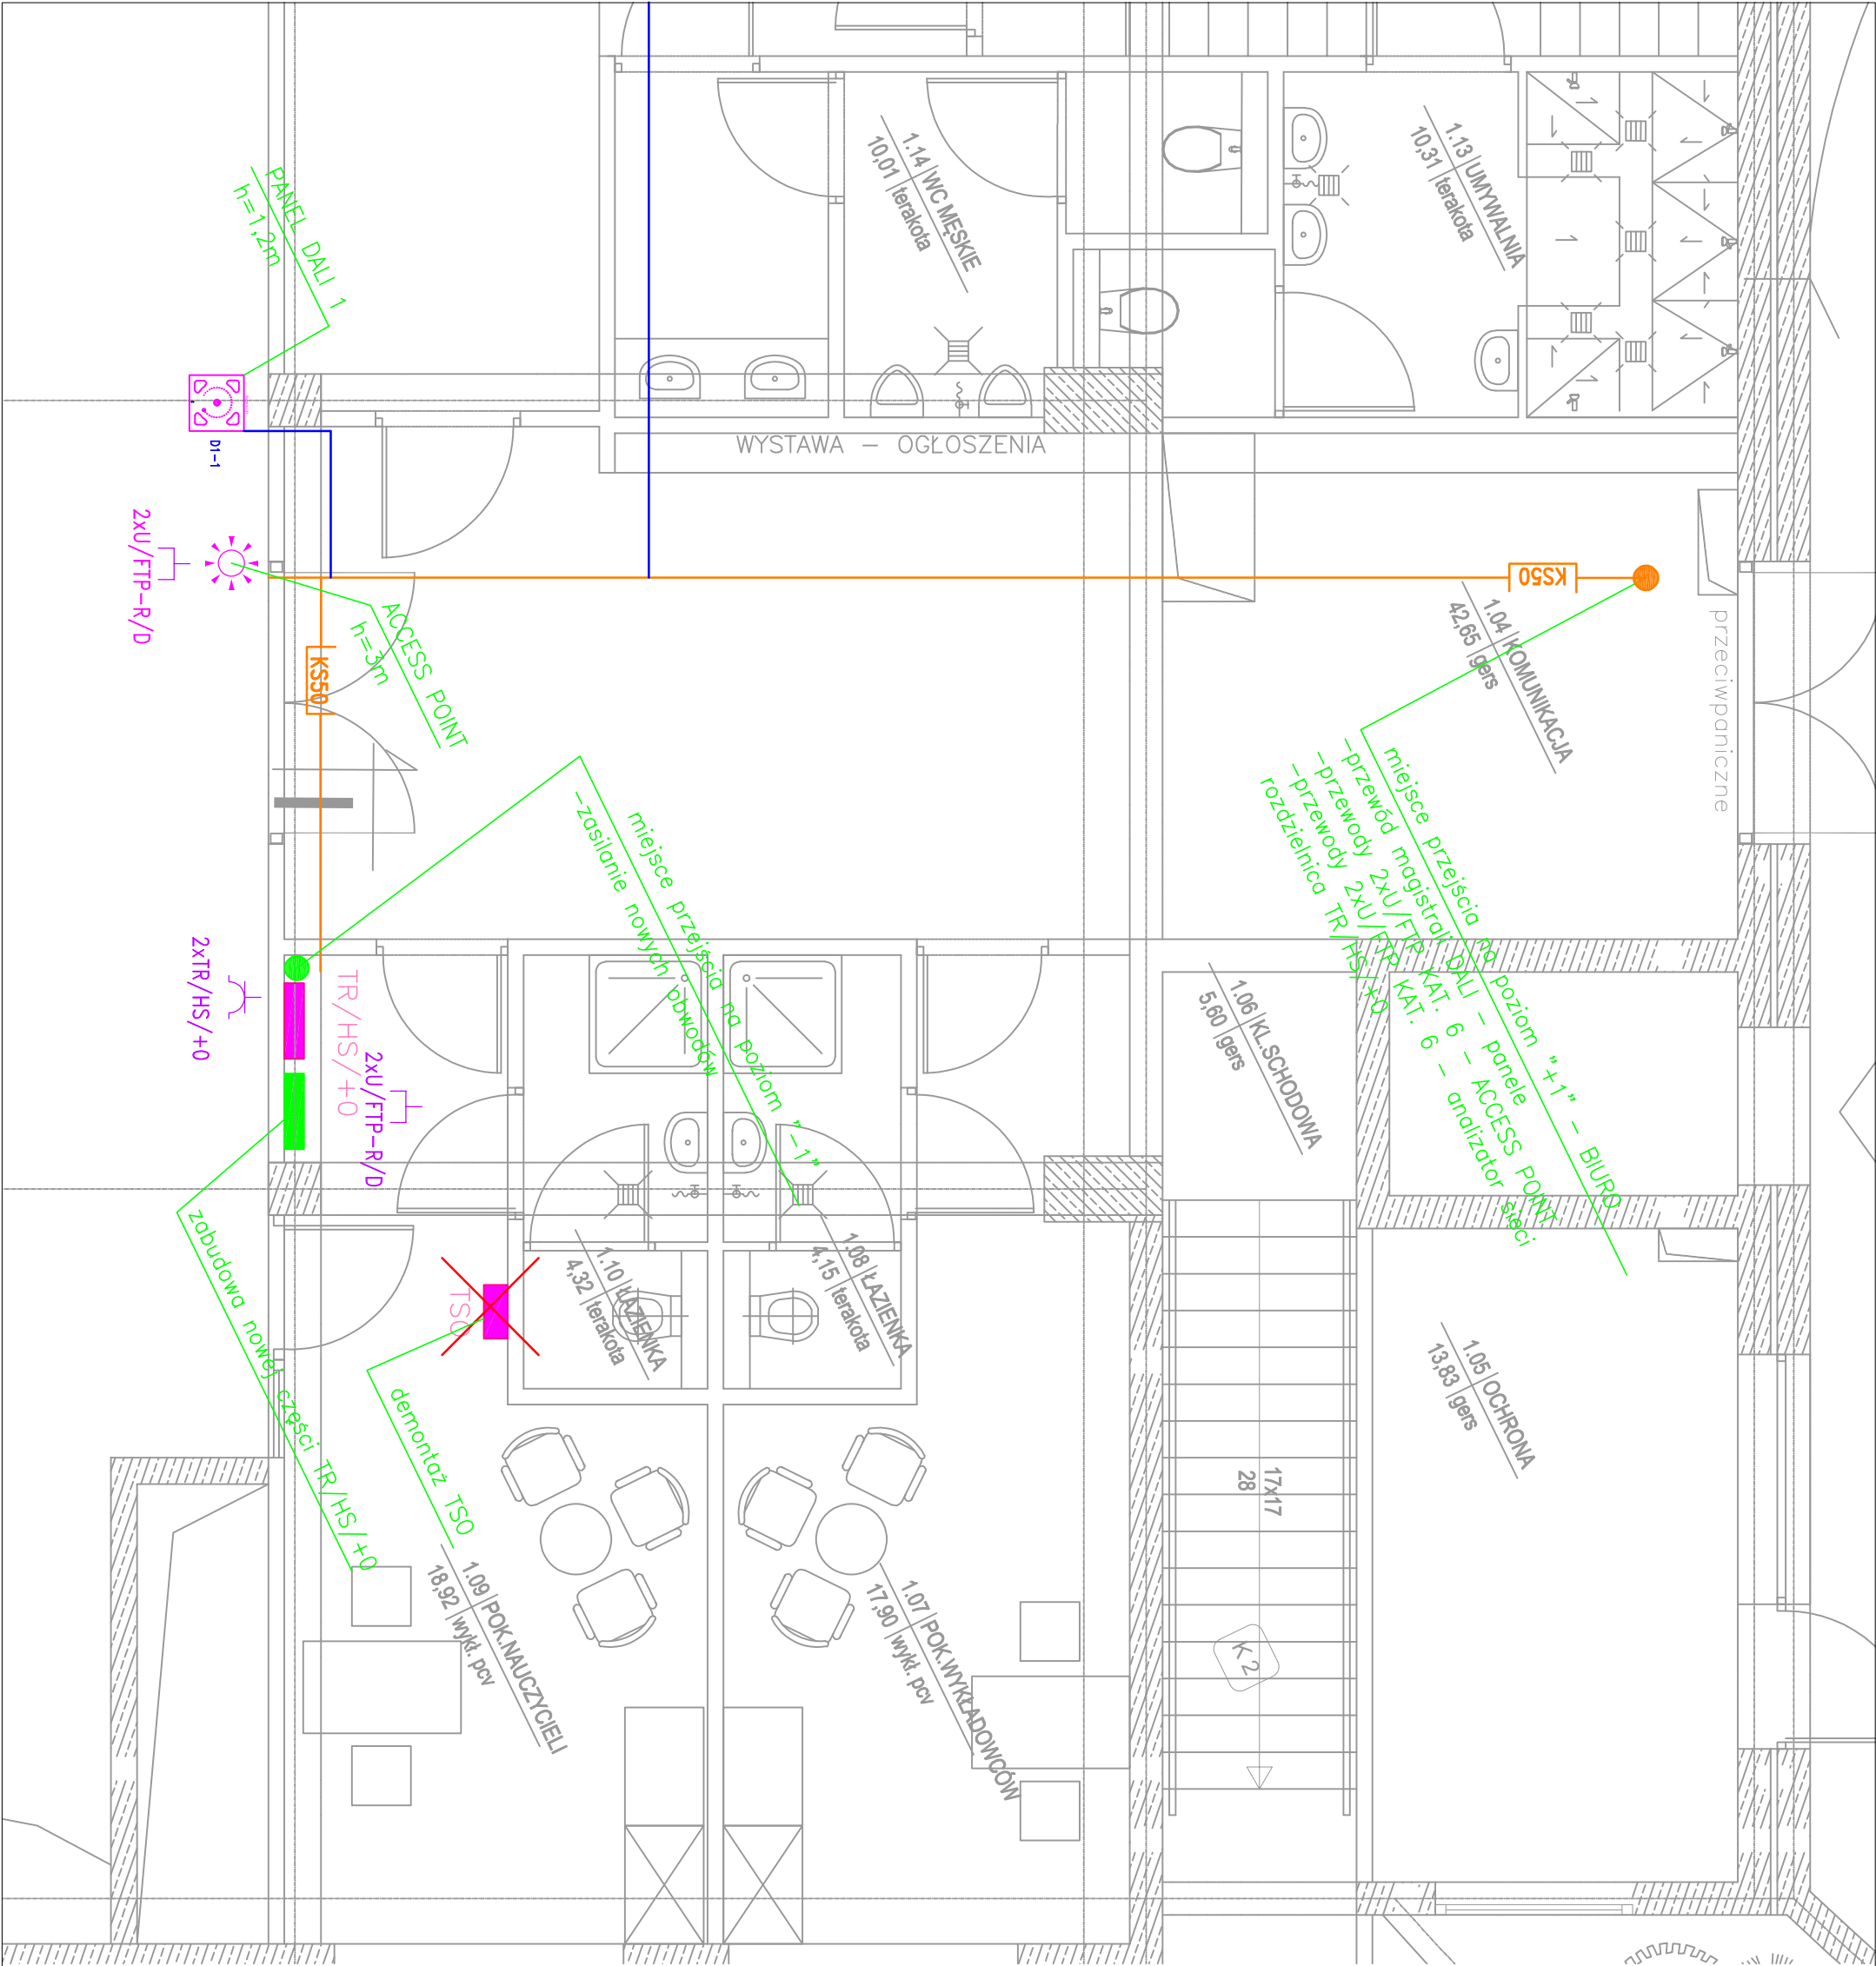 1.14 WC MĘSKIE
10,01 terakota
1.13 UMYWALNIA
10,31 terakota
PANEL DALI 1
h=1,2m
D1-1
WYSTAWA – OGŁOSZENIA
2xU/FTP-R/D
ACCESS POINT
h=3m
KS50
KS50
1.04 KOMUNIKACJA
42,65 gers
przeciwpaniczne
miejsce przejścia na poziom "+1" – BIURO
-przewód magistrali DALI – panele
-przewody 2xU/FTP KAT. 6 – ACCESS POINT
-przewody 2xU/FTP KAT. 6 – analizator sieci
rozdzielnica TR/HS/+0
miejsce przejścia na poziom "-1"
-zasilanie nowych obwodów
2xTR/HS/+0
TR/HS/+0
2xU/FTP-R/D
1.06 KL.SCHODOWA
5,60 gers
zabudowa nowej części TR/HS/+0
TSO
demontaż TSO
1.10 ŁAZIENKA
4,32 terakota
1.08 ŁAZIENKA
4,15 terakota
1.05 OCHRONA
13,83 gers
17x17
28
K 2
1.09 POK.NAUCZYCIELI
18,92 wykł. pcv
1.07 POK.WYKŁADOWCÓW
17,90 wykł. pcv